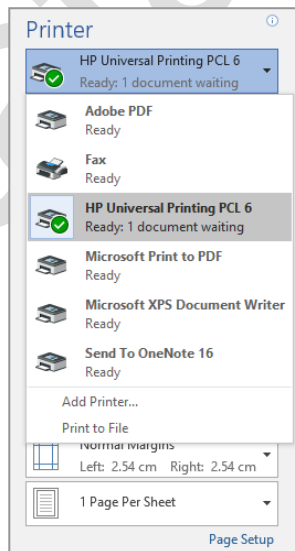 Printer
HP Universal Printing PCL 6
Ready: 1 document waiting
Adobe PDF
Ready
Fax
Ready
HP Universal Printing PCL 6
Ready: 1 document waiting
Microsoft Print to PDF
Ready
Microsoft XPS Document Writer
Ready
Send To OneNote 16
Ready
Add Printer...
Print to File
Normal Margins
Left: 2.54 cm Right: 2.54 cm
1 Page Per Sheet
Page Setup